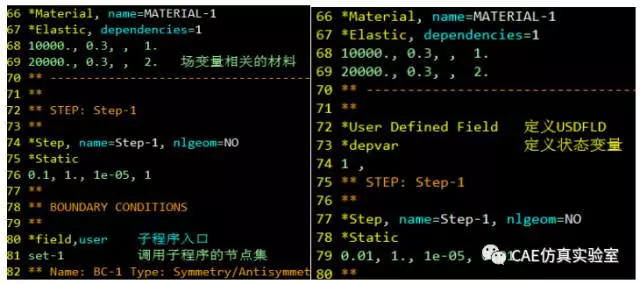 66 *Material, name=MATERIAL-1
67 *Elastic, dependencies=1
68 10000., 0.3, , 1.
69 20000., 0.3, , 2. 场变量相关的材料
70 ** ----------------------------------
71 **
72 ** STEP: Step-1
73 **
74 *Step, name=Step-1, nlgeom=NO
75 *Static
76 0.1, 1., 1e-05, 1
77 **
78 ** BOUNDARY CONDITIONS
79 **
80 *field,user 子程序入口
81 set-1 调用子程序的节点集
82 ** Name: BC-1 Type: Symmetry/Antisymmet
66 *Material, name=MATERIAL-1
67 *Elastic, dependencies=1
68 10000., 0.3, , 1.
69 20000., 0.3, , 2.
70 ** ----------------------------------
71 **
72 *User Defined Field 定义USDFLD
73 *depvar 定义状态变量
74 1 ,
75 ** STEP: Step-1
76 **
77 *Step, name=Step-1, nlgeom=NO
78 *Static
79 0.01, 1., 1e-05,
80 **
CAE仿真实验室